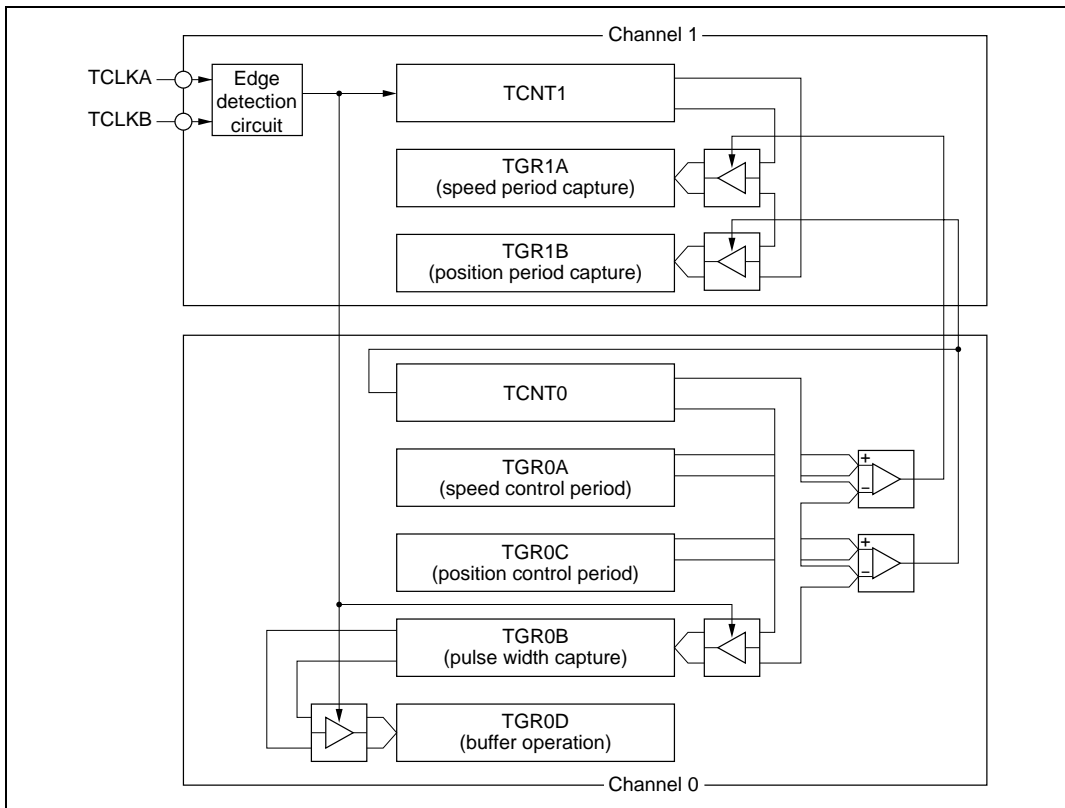 Channel 1
TCLKA
TCLKB
Edge
detection
circuit
TCNT1
TGR1A
(speed period capture)
TGR1B
(position period capture)
TCNT0
TGR0A
(speed control period)
+
−
TGR0C
(position control period)
+
−
TGR0B
(pulse width capture)
TGR0D
(buffer operation)
Channel 0